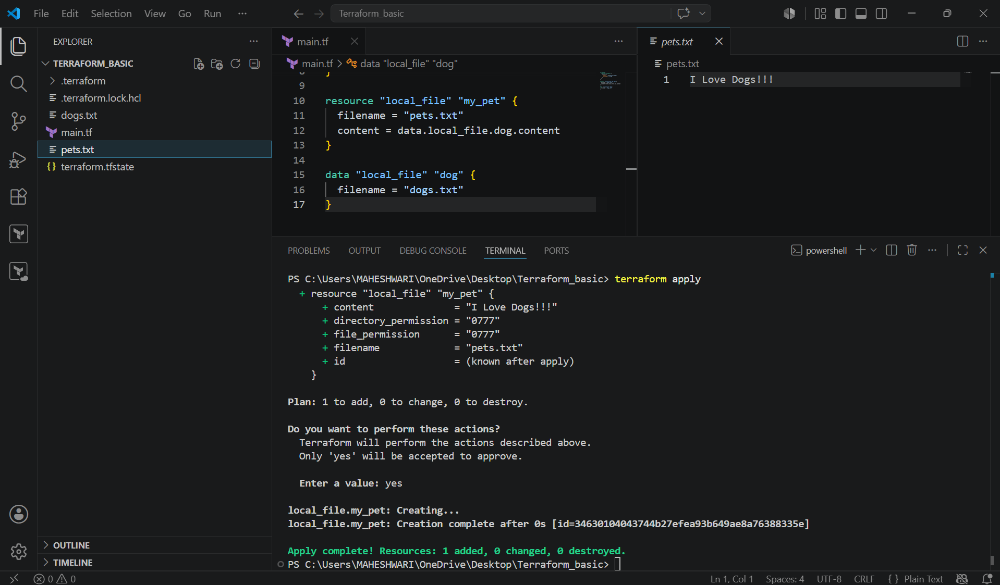 File Edit Selection View Go Run ··· Terraform_basic
EXPLORER ···
TERRAFORM_BASIC
.terraform
.terraform.lock.hcl
dogs.txt
main.tf
pets.txt
terraform.tfstate
OUTLINE
TIMELINE
main.tf ···
main.tf > data "local_file" "dog"
8 }
9
10 resource "local_file" "my_pet" {
11 filename = "pets.txt"
12 content = data.local_file.dog.content
13 }
14
15 data "local_file" "dog" {
16 filename = "dogs.txt"
17 }
pets.txt ···
pets.txt
1 I Love Dogs!!!
PROBLEMS OUTPUT DEBUG CONSOLE TERMINAL PORTS powershell ···
PS C:\Users\MAHESHWARI\OneDrive\Desktop\Terraform_basic> terraform apply
+ resource "local_file" "my_pet" {
+ content = "I Love Dogs!!!"
+ directory_permission = "0777"
+ file_permission = "0777"
+ filename = "pets.txt"
+ id = (known after apply)
}
Plan: 1 to add, 0 to change, 0 to destroy.
Do you want to perform these actions?
Terraform will perform the actions described above.
Only 'yes' will be accepted to approve.
Enter a value: yes
local_file.my_pet: Creating...
local_file.my_pet: Creation complete after 0s [id=34630104043744b27efea93b649ae8a76388335e]
Apply complete! Resources: 1 added, 0 changed, 0 destroyed.
PS C:\Users\MAHESHWARI\OneDrive\Desktop\Terraform_basic>
0 0 Ln 1, Col 1 Spaces: 4 UTF-8 CRLF { } Plain Text